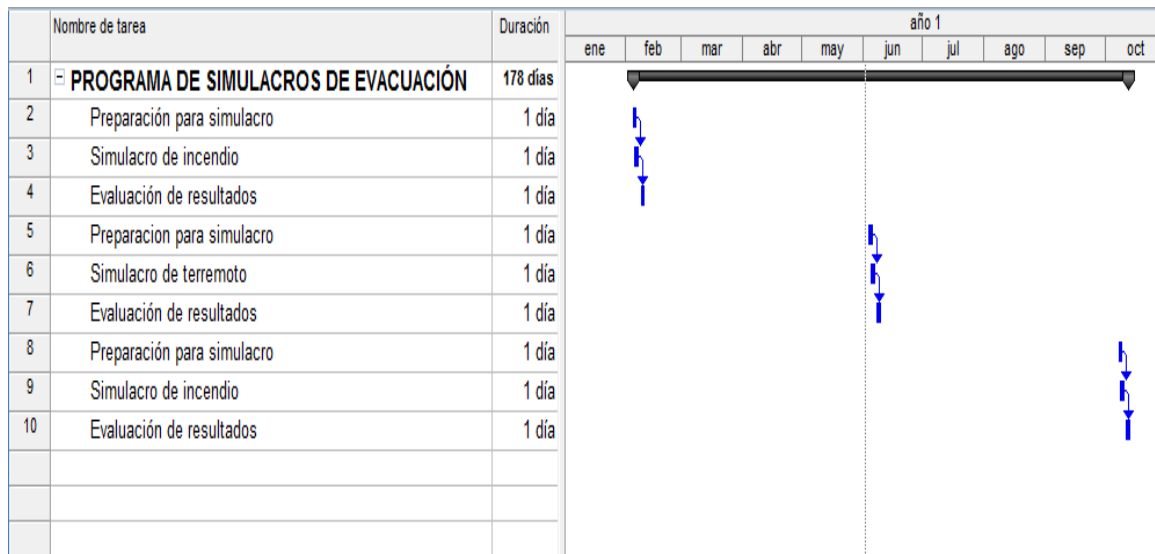 Nombre de tarea Duración año 1
ene feb mar abr may jun jul ago sep oct
1 PROGRAMA DE SIMULACROS DE EVACUACIÓN 178 días
2 Preparación para simulacro 1 día
3 Simulacro de incendio 1 día
4 Evaluación de resultados 1 día
5 Preparacion para simulacro 1 día
6 Simulacro de terremoto 1 día
7 Evaluación de resultados 1 día
8 Preparación para simulacro 1 día
9 Simulacro de incendio 1 día
10 Evaluación de resultados 1 día